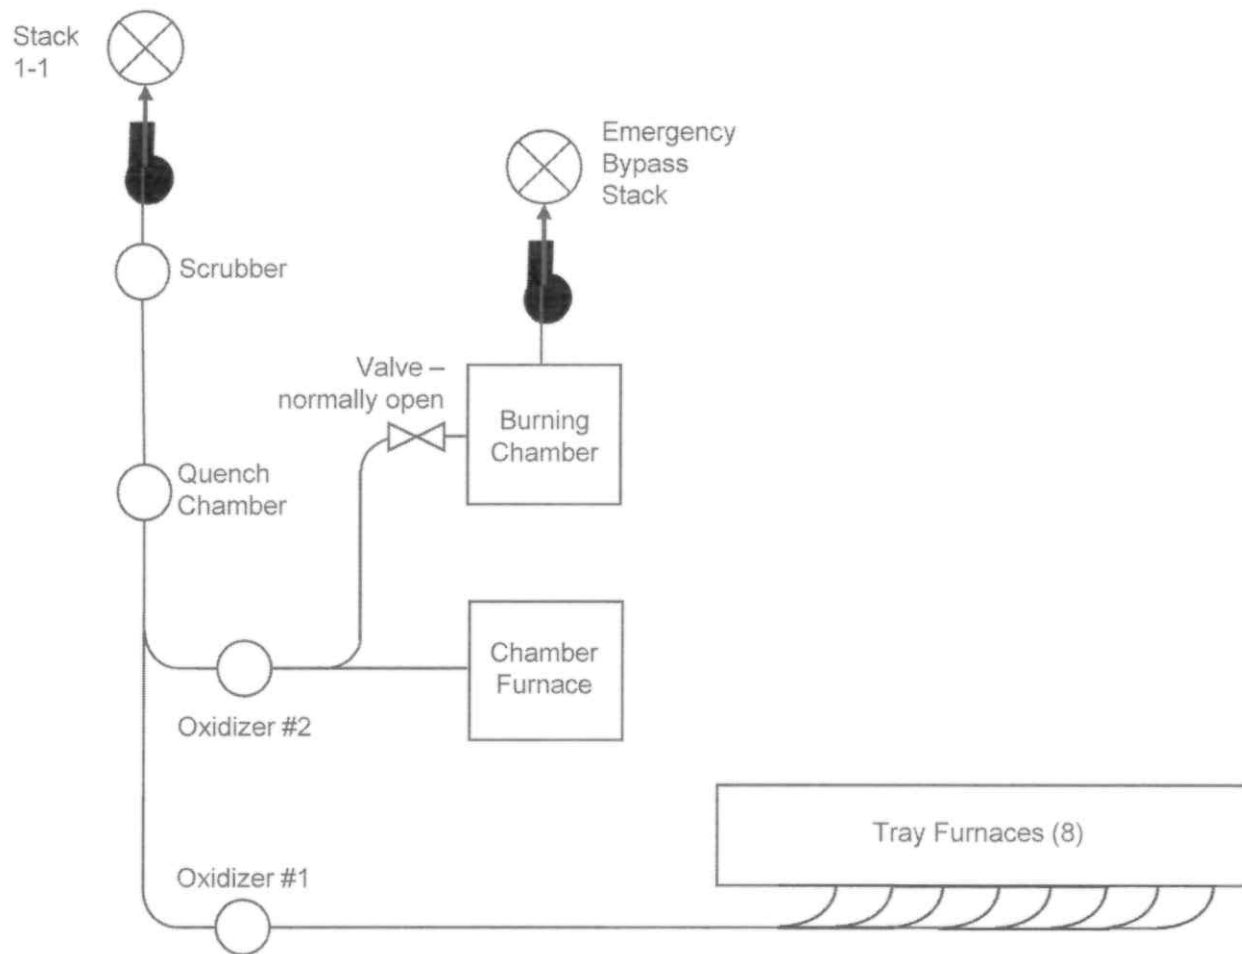 Stack
1-1
Emergency
Bypass
Stack
Scrubber
Valve –
normally open
Burning
Chamber
Quench
Chamber
Chamber
Furnace
Oxidizer #2
Tray Furnaces (8)
Oxidizer #1